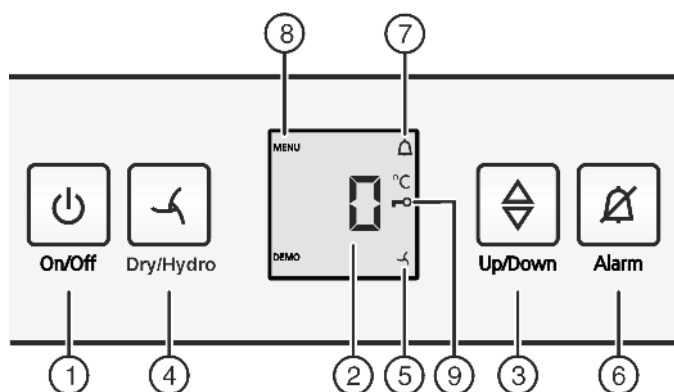 8 7
MENU
°C
0
DEMO
On/Off Dry/Hydro Up/Down Alarm
1 4 2 5 9 3 6